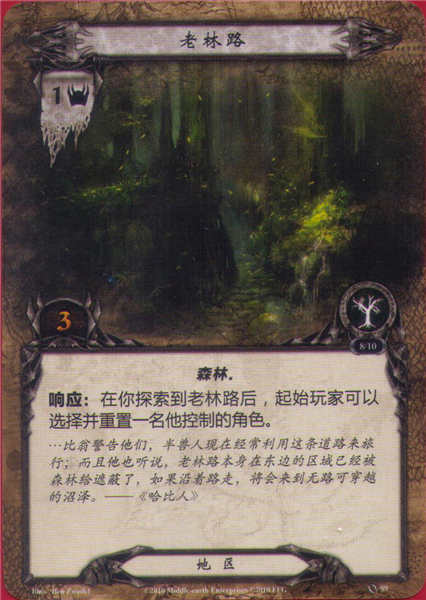 老林路
1
3
8/10
森林.
响应：在你探索到老林路后，起始玩家可以
选择并重置一名他控制的角色。
…比翁警告他们，半兽人现在经常利用这条道路来旅
行；而且他也听说，老林路本身在东边的区域已经被
森林给遮蔽了，如果沿着路走，将会来到无路可穿越
的沼泽。——《哈比人》
地区
©2010 Middle-earth Enterprises ©2010 FFG
99